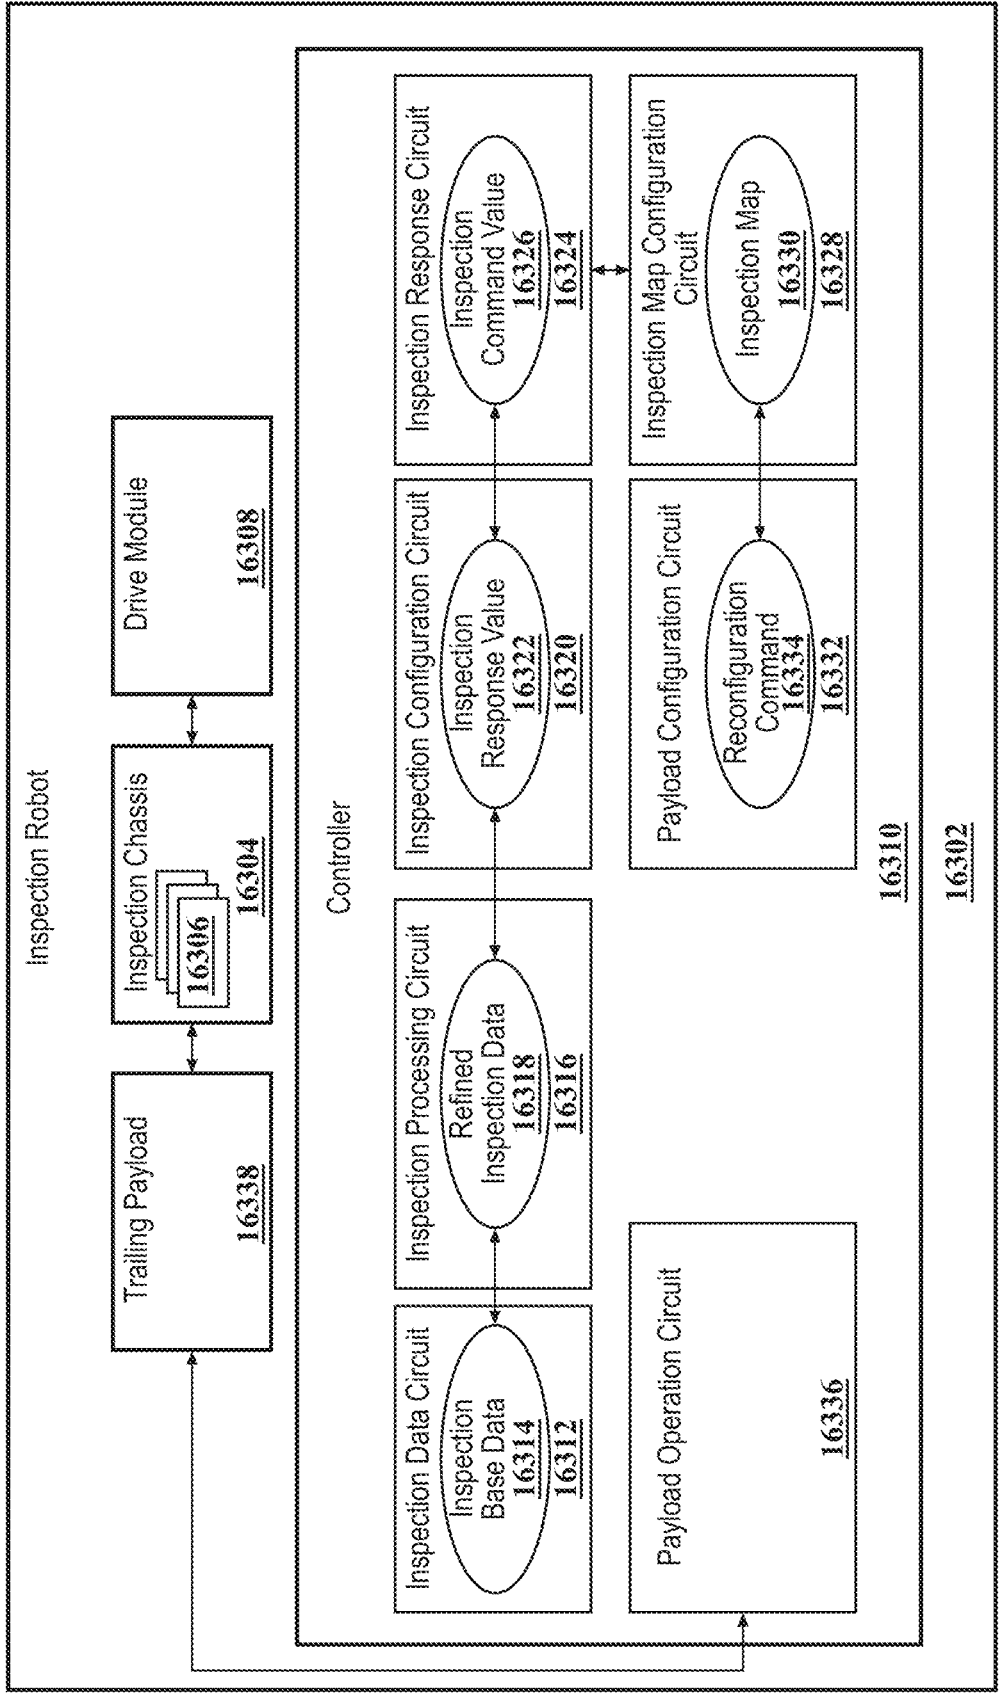 Inspection Robot
Trailing Payload
16338
Inspection Chassis
16306
16304
Drive Module
16308
Controller
Inspection Data Circuit
Inspection
Base Data
16314
16312
Inspection Processing Circuit
Refined
Inspection Data
16318
16316
Inspection Configuration Circuit
Inspection
Response Value
16322
16320
Inspection Response Circuit
Inspection
Command Value
16326
16324
Payload Operation Circuit
16336
Payload Configuration Circuit
Reconfiguration
Command
16334
16332
Inspection Map Configuration
Circuit
Inspection Map
16330
16328
16310
16302